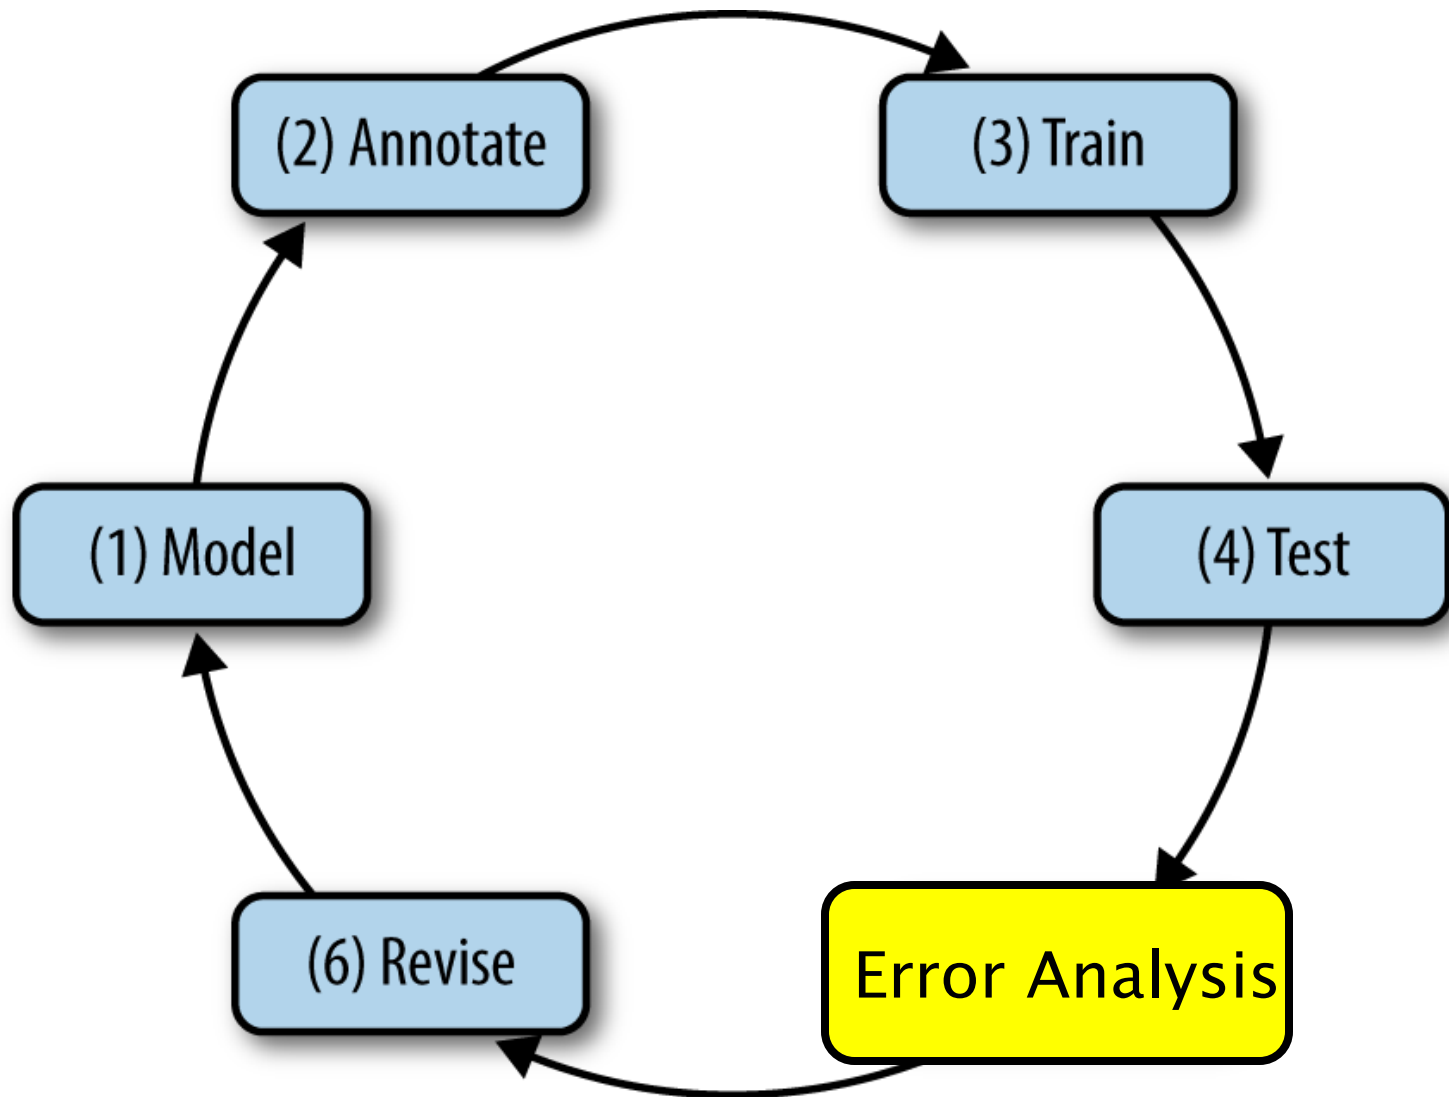 (2) Annotate
(3) Train
(1) Model
(4) Test
(6) Revise
Error Analysis